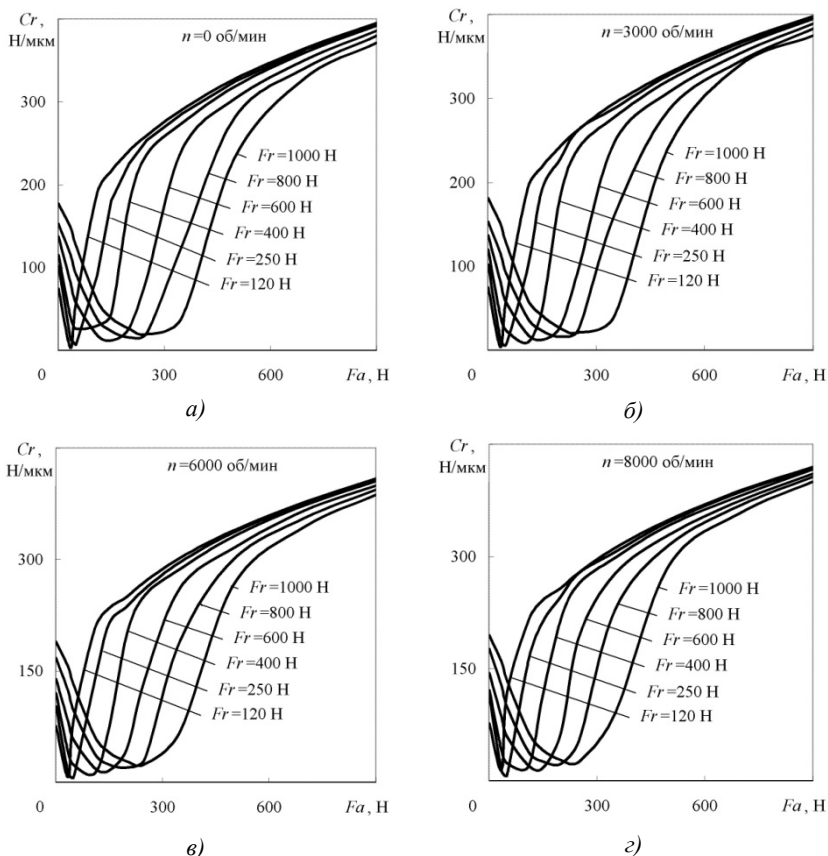 Cr,
Н/мкм
n=0 об/мин
300
200
100
0
300
600
Fa, Н
Fr=1000 Н
Fr=800 Н
Fr=600 Н
Fr=400 Н
Fr=250 Н
Fr=120 Н
а)
Cr,
Н/мкм
n=3000 об/мин
300
200
100
0
300
600
Fa, Н
Fr=1000 Н
Fr=800 Н
Fr=600 Н
Fr=400 Н
Fr=250 Н
Fr=120 Н
б)
Cr,
Н/мкм
n=6000 об/мин
300
150
0
300
600
Fa, Н
Fr=1000 Н
Fr=800 Н
Fr=600 Н
Fr=400 Н
Fr=250 Н
Fr=120 Н
в)
Cr,
Н/мкм
n=8000 об/мин
300
150
0
300
600
Fa, Н
Fr=1000 Н
Fr=800 Н
Fr=600 Н
Fr=400 Н
Fr=250 Н
Fr=120 Н
г)